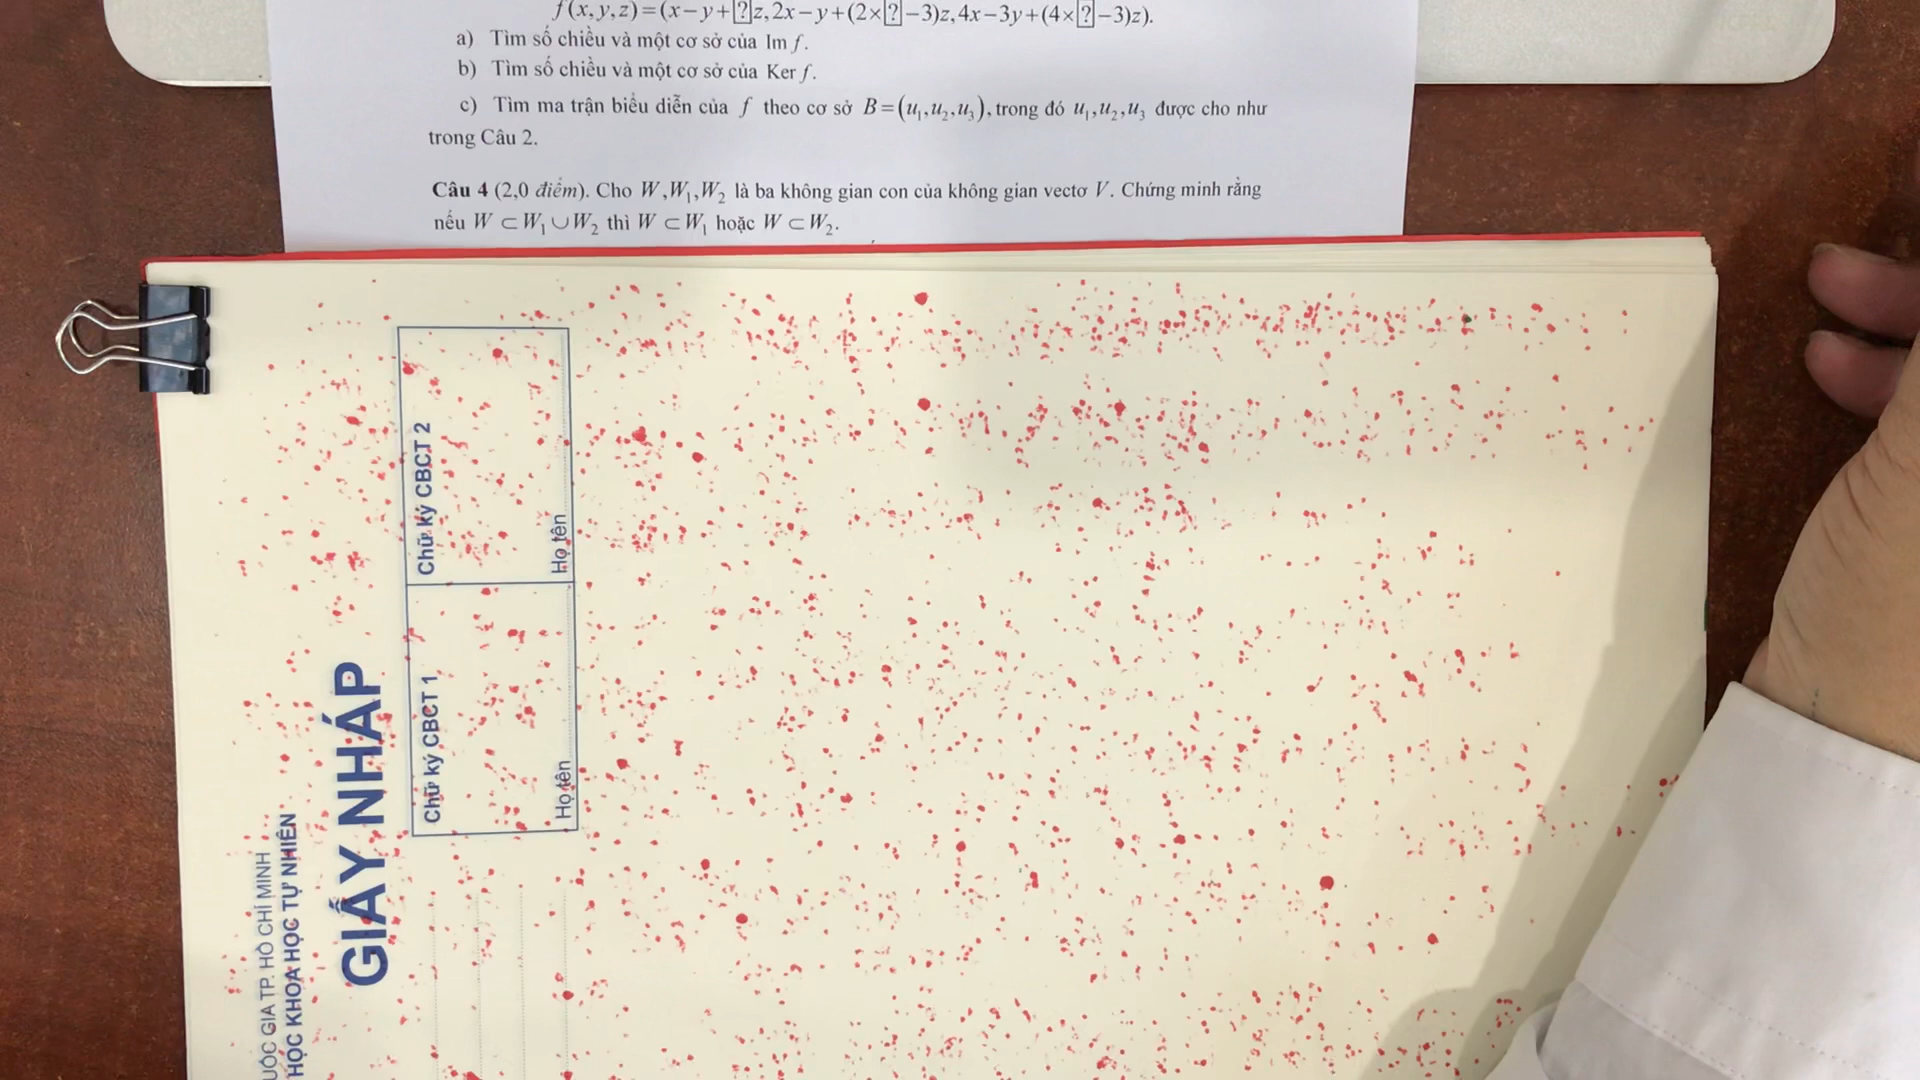 f(x,y,z)=(x−y+[?]z,2x−y+(2×[?]−3)z,4x−3y+(4×[?]−3)z).
a) Tìm số chiều và một cơ sở của Im f.
b) Tìm số chiều và một cơ sở của Ker f.
c) Tìm ma trận biểu diễn của f theo cơ sở B=(u₁,u₂,u₃), trong đó u₁,u₂,u₃ được cho như
trong Câu 2.
Câu 4 (2,0 điểm). Cho W,W₁,W₂ là ba không gian con của không gian vectơ V. Chứng minh rằng
nếu W⊂W₁∪W₂ thì W⊂W₁ hoặc W⊂W₂.
GIA TP. HỒ CHÍ MINH
HỌC KHOA HỌC TỰ NHIÊN
GIẤY NHÁP
Chữ ký CBCT 1
Họ tên
Chữ ký CBCT 2
Họ tên